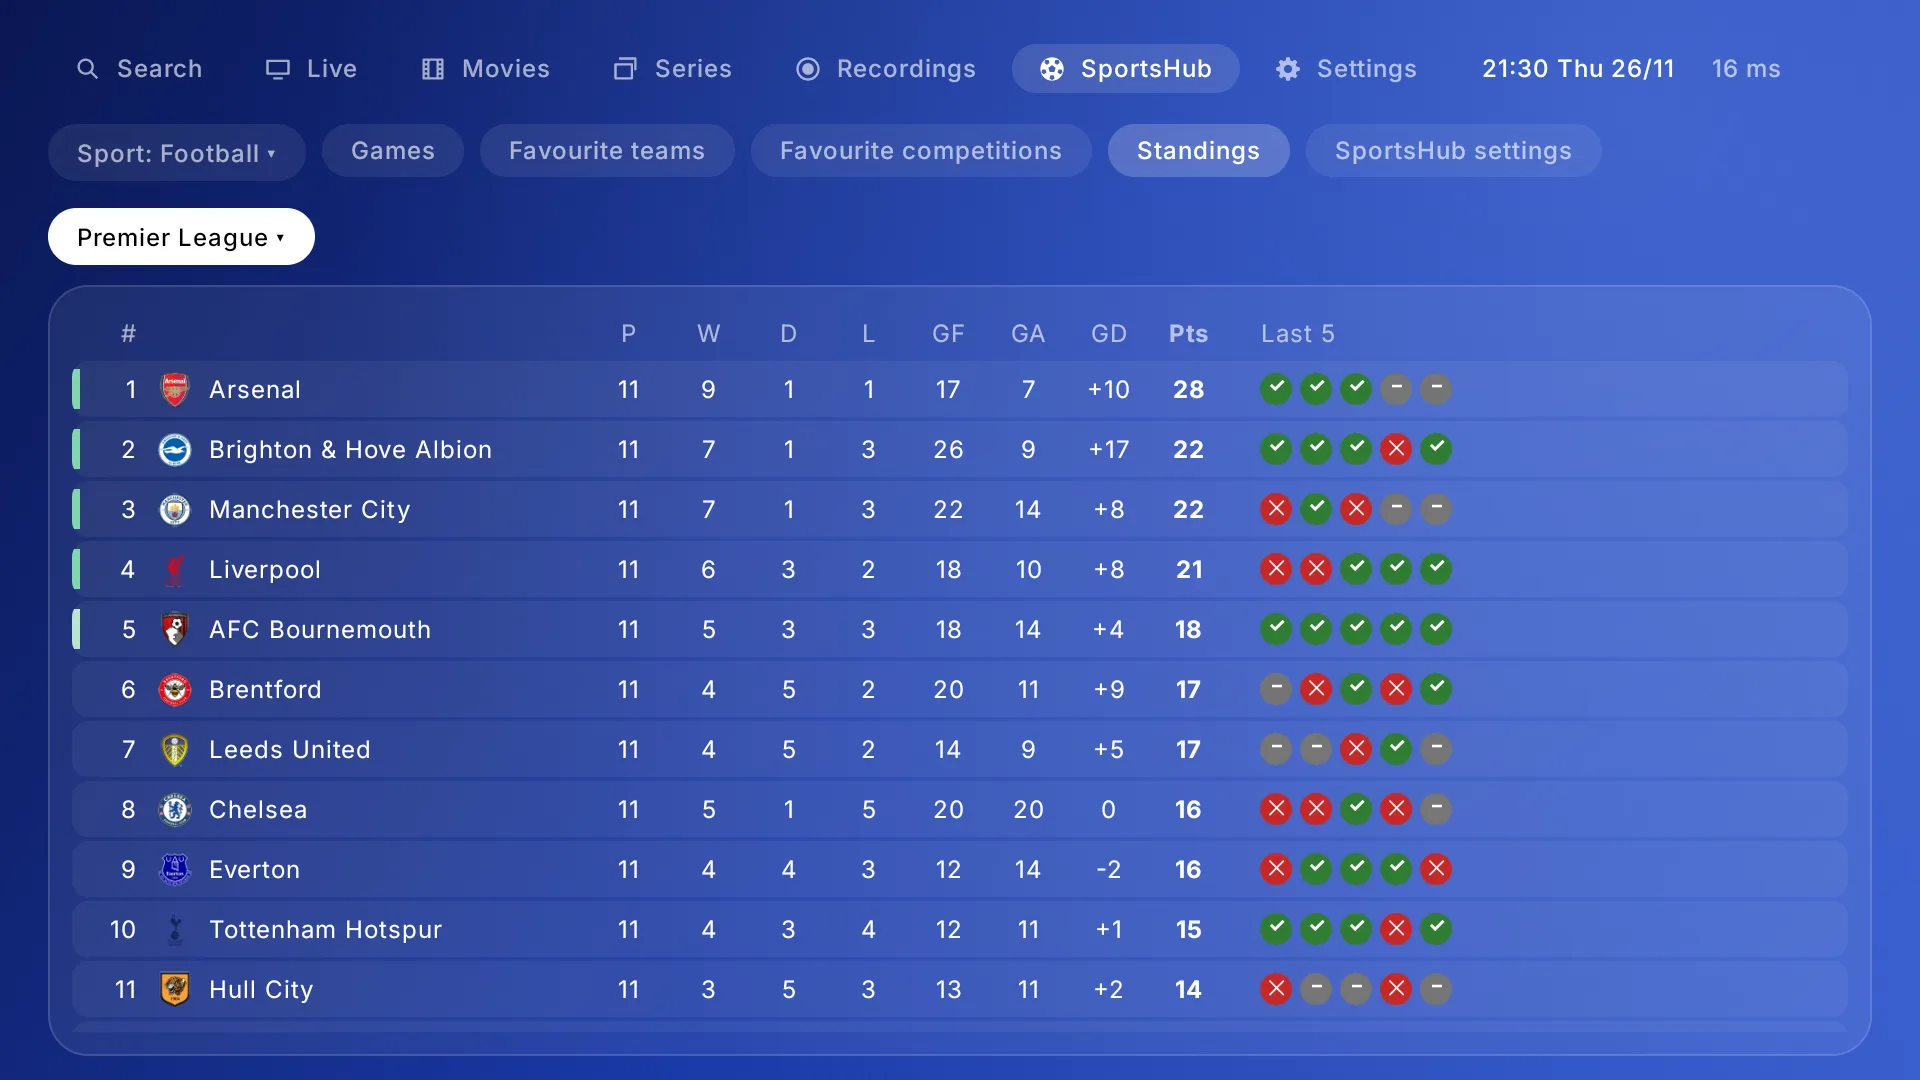 Search Live Movies Series Recordings SportsHub Settings 21:30 Thu 26/11 16 ms
Sport: Football ▾ Games Favourite teams Favourite competitions Standings SportsHub settings
Premier League ▾
# P W D L GF GA GD Pts Last 5
1 Arsenal 11 9 1 1 17 7 +10 28
2 Brighton & Hove Albion 11 7 1 3 26 9 +17 22
3 Manchester City 11 7 1 3 22 14 +8 22
4 Liverpool 11 6 3 2 18 10 +8 21
5 AFC Bournemouth 11 5 3 3 18 14 +4 18
6 Brentford 11 4 5 2 20 11 +9 17
7 Leeds United 11 4 5 2 14 9 +5 17
8 Chelsea 11 5 1 5 20 20 0 16
9 Everton 11 4 4 3 12 14 -2 16
10 Tottenham Hotspur 11 4 3 4 12 11 +1 15
11 Hull City 11 3 5 3 13 11 +2 14